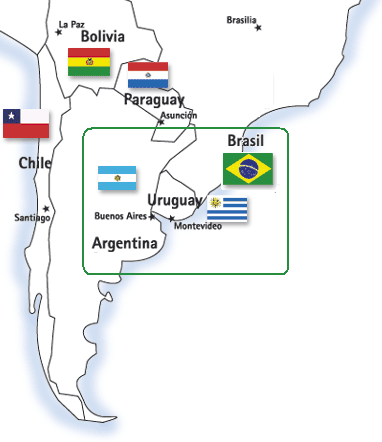 Brasilia
La Paz
Bolivia
Paraguay
Asunción
Brasil
Chile
Uruguay
Santiago
Buenos Aires
Montevideo
Argentina